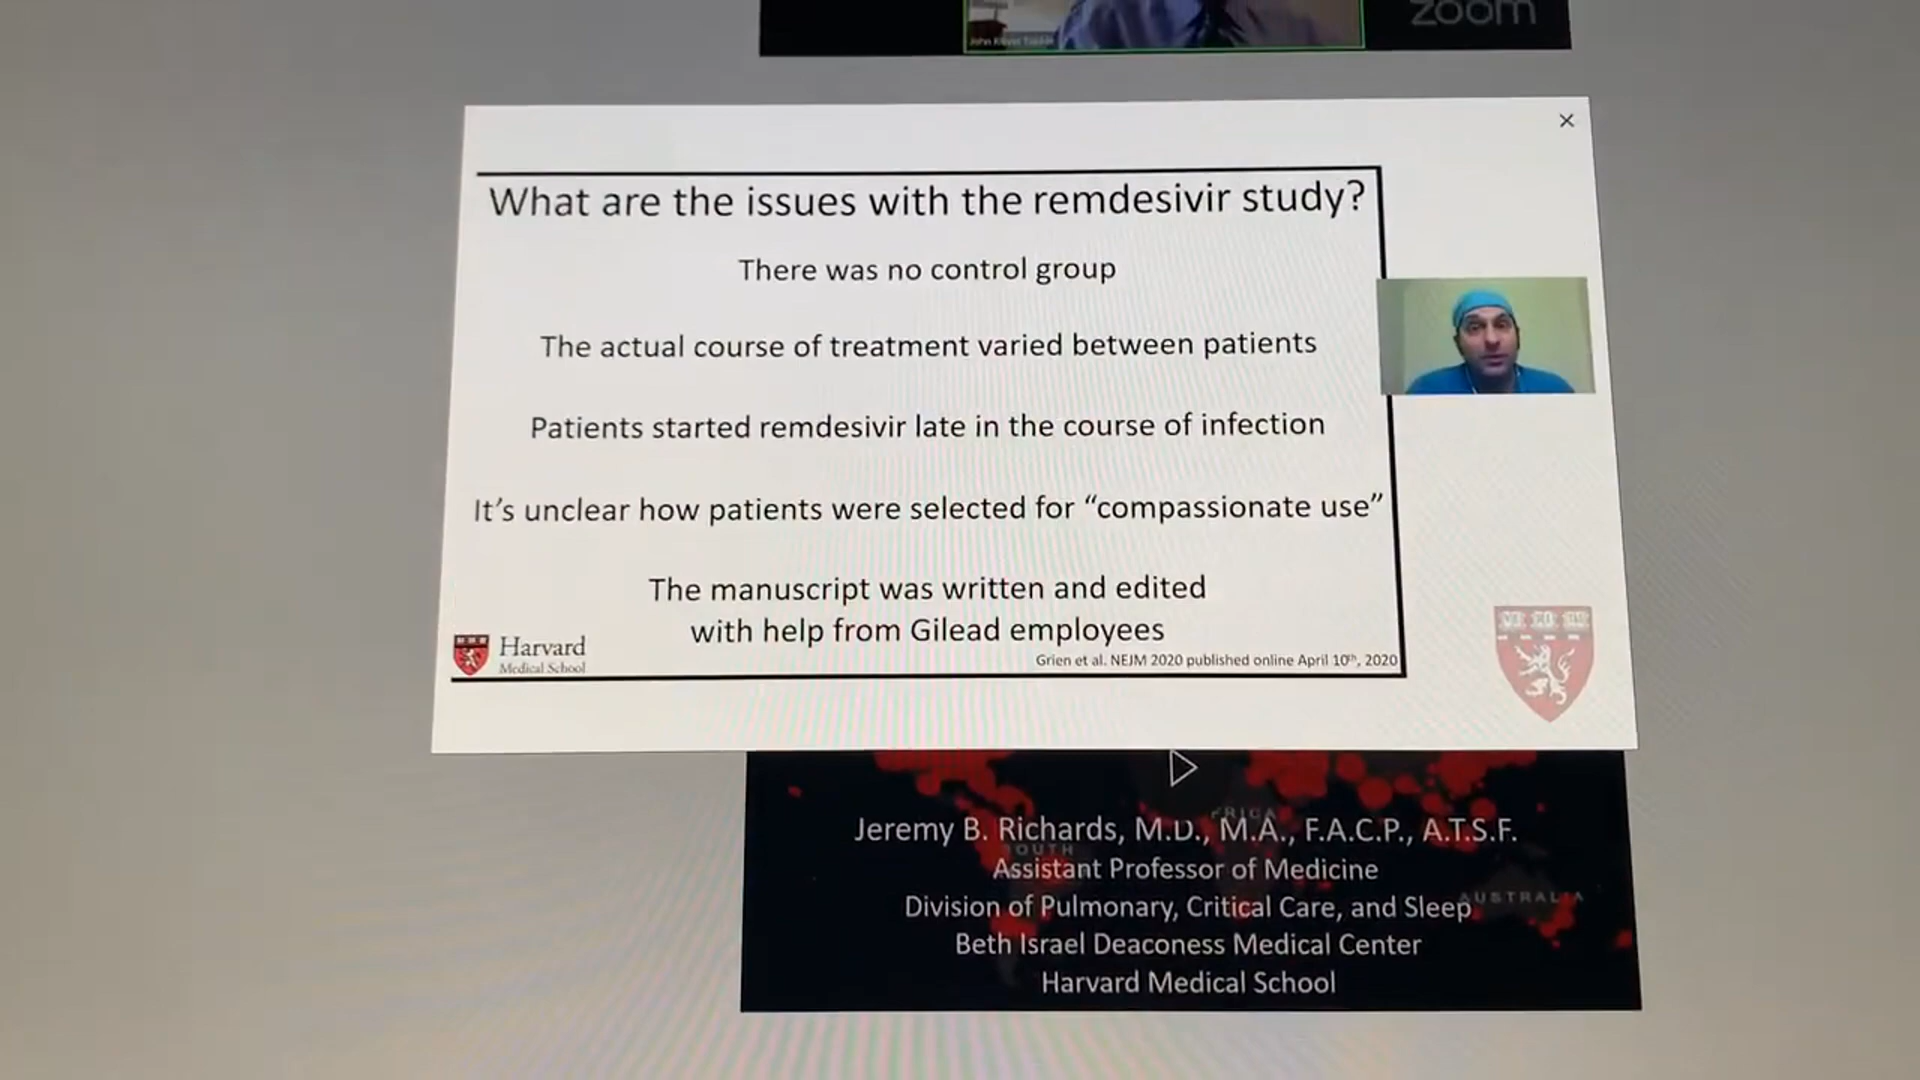 zoom
What are the issues with the remdesivir study?
There was no control group
The actual course of treatment varied between patients
Patients started remdesivir late in the course of infection
It's unclear how patients were selected for “compassionate use”
The manuscript was written and edited
with help from Gilead employees
Harvard
Medical School
Grien et al. NEJM 2020 published online April 10th, 2020
Jeremy B. Richards, M.D., M.A., F.A.C.P., A.T.S.F.
SOUTH
Assistant Professor of Medicine
AUSTRALIA
Division of Pulmonary, Critical Care, and Sleep
Beth Israel Deaconess Medical Center
Harvard Medical School